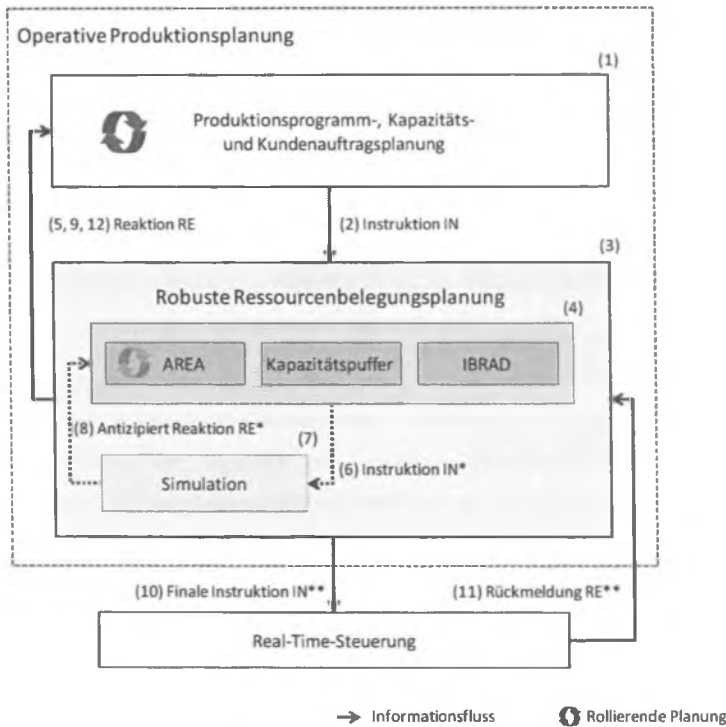 Operative Produktionsplanung
(1)
Produktionsprogramm-, Kapazitäts-
und Kundenauftragsplanung
(5, 9, 12) Reaktion RE
(2) Instruktion IN
(3)
Robuste Ressourcenbelegungsplanung
(4)
AREA
Kapazitätspuffer
IBRAD
(8) Antizipiert Reaktion RE*
(7)
(6) Instruktion IN*
Simulation
(10) Finale Instruktion IN**
(11) Rückmeldung RE**
Real-Time-Steuerung
Informationsfluss
Rollierende Planung